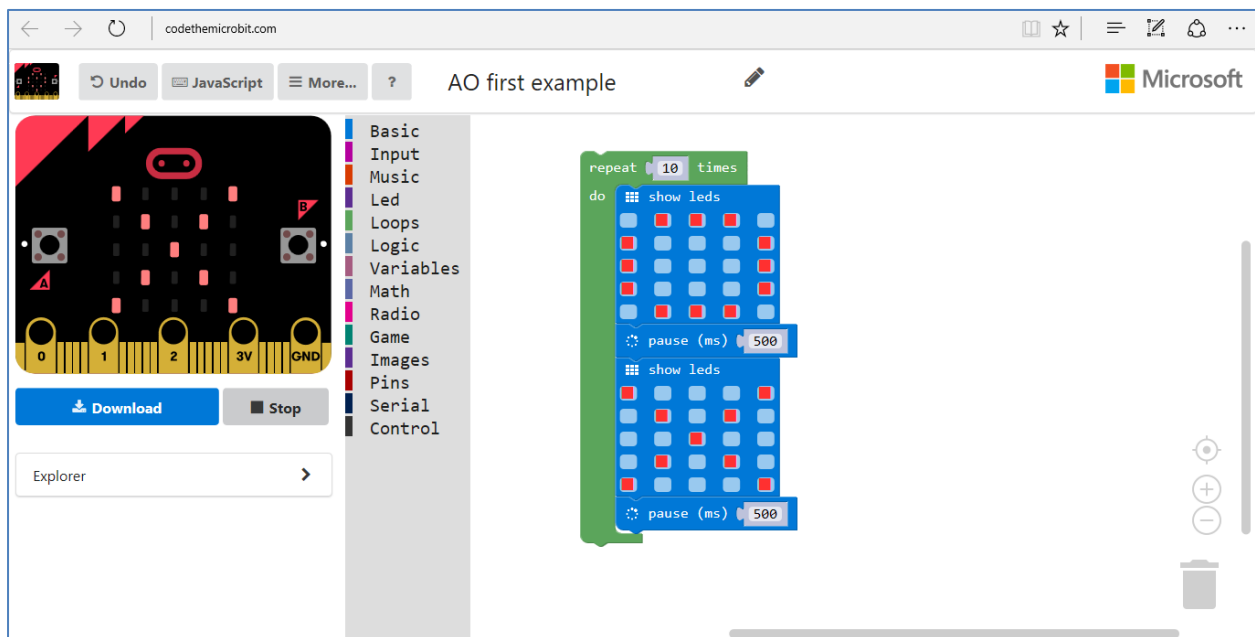 codethemicrobit.com
Undo JavaScript More... ? AO first example Microsoft
B
A
0 1 2 3V GND
Download Stop
Explorer
Basic
Input
Music
Led
Loops
Logic
Variables
Math
Radio
Game
Images
Pins
Serial
Control
repeat 10 times
do show leds
pause (ms) 500
show leds
pause (ms) 500